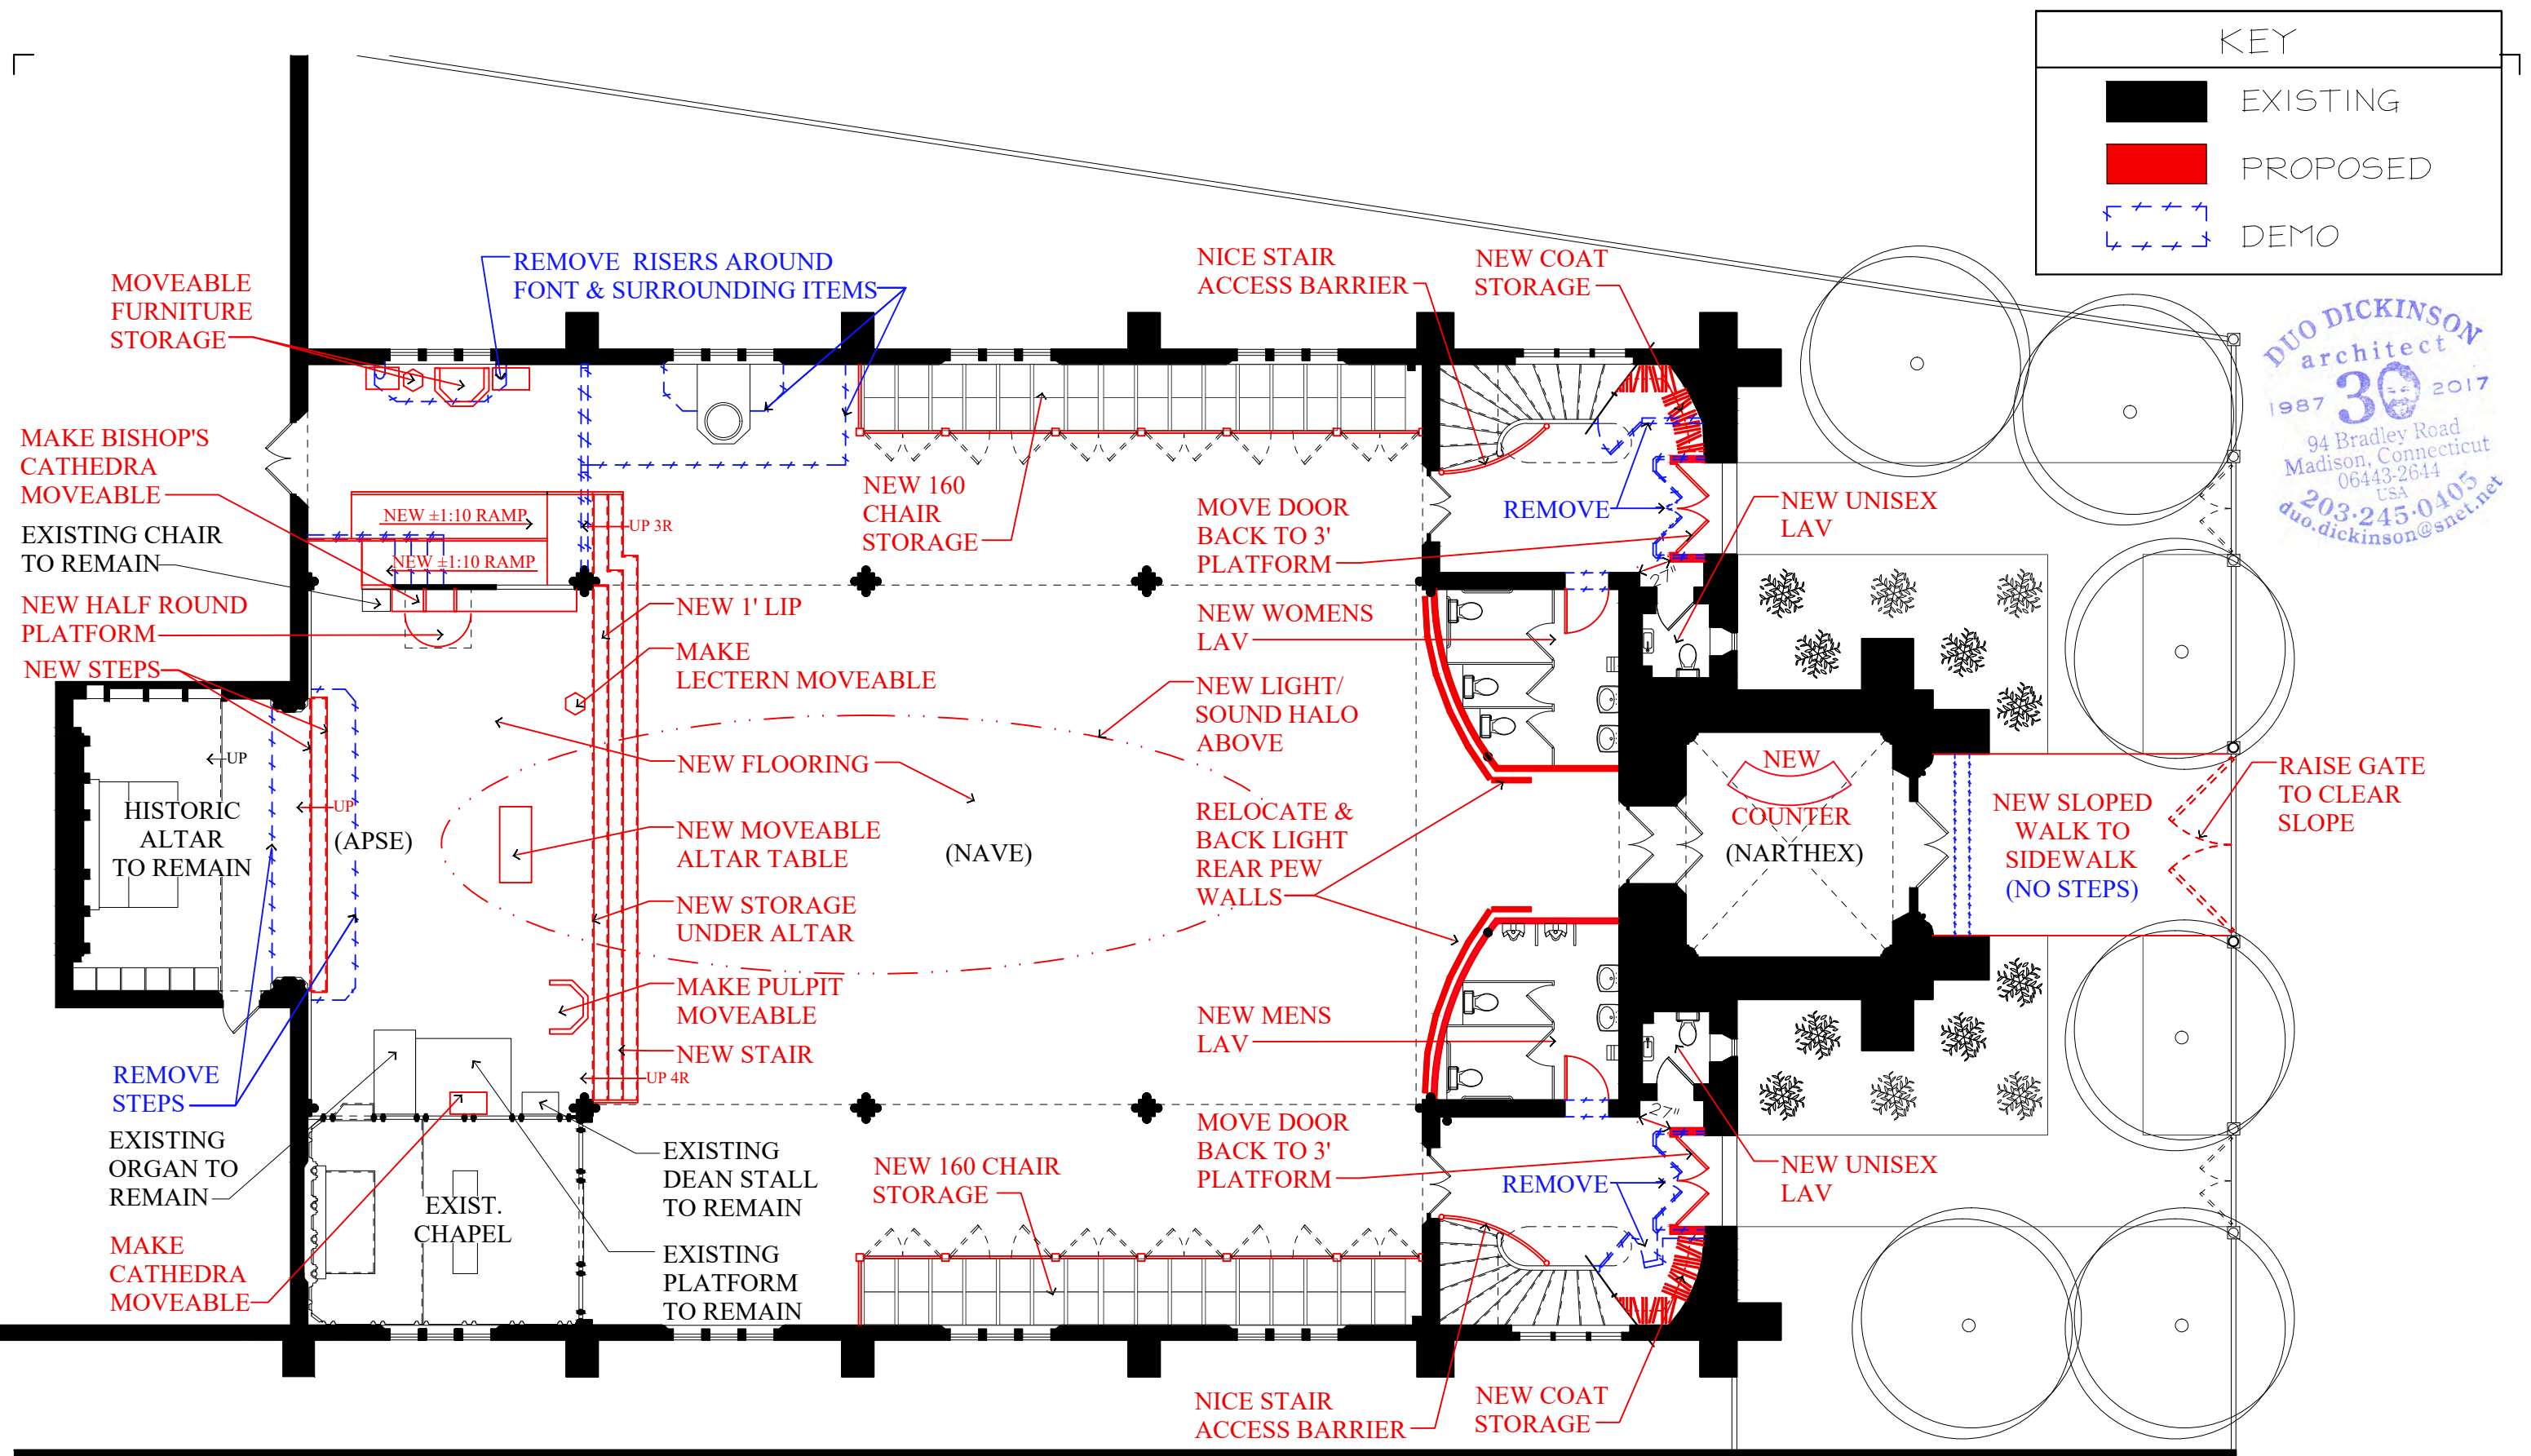 KEY
EXISTING
PROPOSED
DEMO
DUO DICKINSON
architect
1987 30 2017
94 Bradley Road
Madison, Connecticut
06443-2644
USA
203·245·0405
duo.dickinson@snet.net
MOVEABLE
FURNITURE
STORAGE
REMOVE RISERS AROUND
FONT & SURROUNDING ITEMS
NICE STAIR
ACCESS BARRIER
NEW COAT
STORAGE
MAKE BISHOP'S
CATHEDRA
MOVEABLE
EXISTING CHAIR
TO REMAIN
NEW HALF ROUND
PLATFORM
NEW STEPS
NEW ±1:10 RAMP
NEW ±1:10 RAMP
UP 3R
NEW 160
CHAIR
STORAGE
MOVE DOOR
BACK TO 3'
PLATFORM
REMOVE
NEW UNISEX
LAV
27"
NEW 1' LIP
MAKE
LECTERN MOVEABLE
NEW WOMENS
LAV
NEW LIGHT/
SOUND HALO
ABOVE
NEW FLOORING
UP
HISTORIC
ALTAR
TO REMAIN
UP
(APSE)
NEW MOVEABLE
ALTAR TABLE
(NAVE)
RELOCATE &
BACK LIGHT
REAR PEW
WALLS
NEW
COUNTER
(NARTHEX)
NEW SLOPED
WALK TO
SIDEWALK
(NO STEPS)
RAISE GATE
TO CLEAR
SLOPE
NEW STORAGE
UNDER ALTAR
MAKE PULPIT
MOVEABLE
NEW STAIR
UP 4R
NEW MENS
LAV
REMOVE
STEPS
EXISTING
ORGAN TO
REMAIN
MAKE
CATHEDRA
MOVEABLE
EXIST.
CHAPEL
EXISTING
DEAN STALL
TO REMAIN
EXISTING
PLATFORM
TO REMAIN
NEW 160 CHAIR
STORAGE
MOVE DOOR
BACK TO 3'
PLATFORM
27"
REMOVE
NEW UNISEX
LAV
NICE STAIR
ACCESS BARRIER
NEW COAT
STORAGE